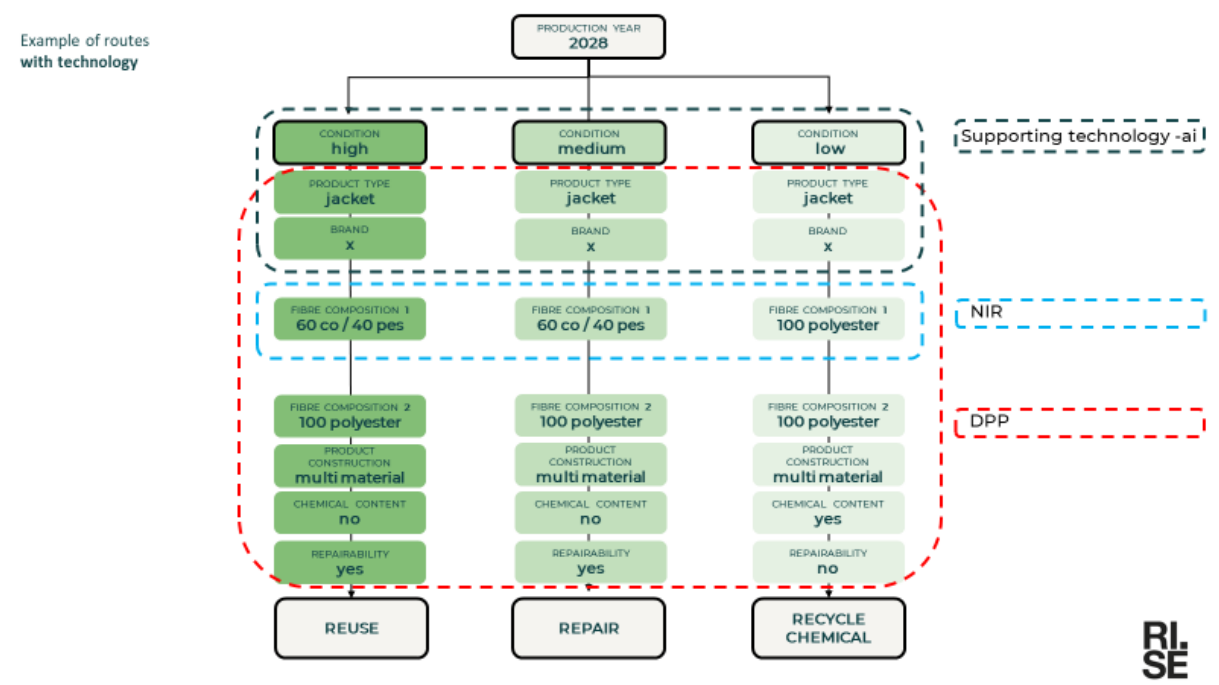 Example of routes
with technology
PRODUCTION YEAR
2028
CONDITION
high
CONDITION
medium
CONDITION
low
Supporting technology -ai
PRODUCT TYPE
jacket
PRODUCT TYPE
jacket
PRODUCT TYPE
jacket
BRAND
x
BRAND
x
BRAND
x
FIBRE COMPOSITION 1
60 co / 40 pes
FIBRE COMPOSITION 1
60 co / 40 pes
FIBRE COMPOSITION 1
100 polyester
NIR
FIBRE COMPOSITION 2
100 polyester
FIBRE COMPOSITION 2
100 polyester
FIBRE COMPOSITION 2
100 polyester
DPP
PRODUCT
CONSTRUCTION
multi material
PRODUCT
CONSTRUCTION
multi material
PRODUCT
CONSTRUCTION
multi material
CHEMICAL CONTENT
no
CHEMICAL CONTENT
no
CHEMICAL CONTENT
yes
REPAIRABILITY
yes
REPAIRABILITY
yes
REPAIRABILITY
no
REUSE
REPAIR
RECYCLE
CHEMICAL
RI.
SE